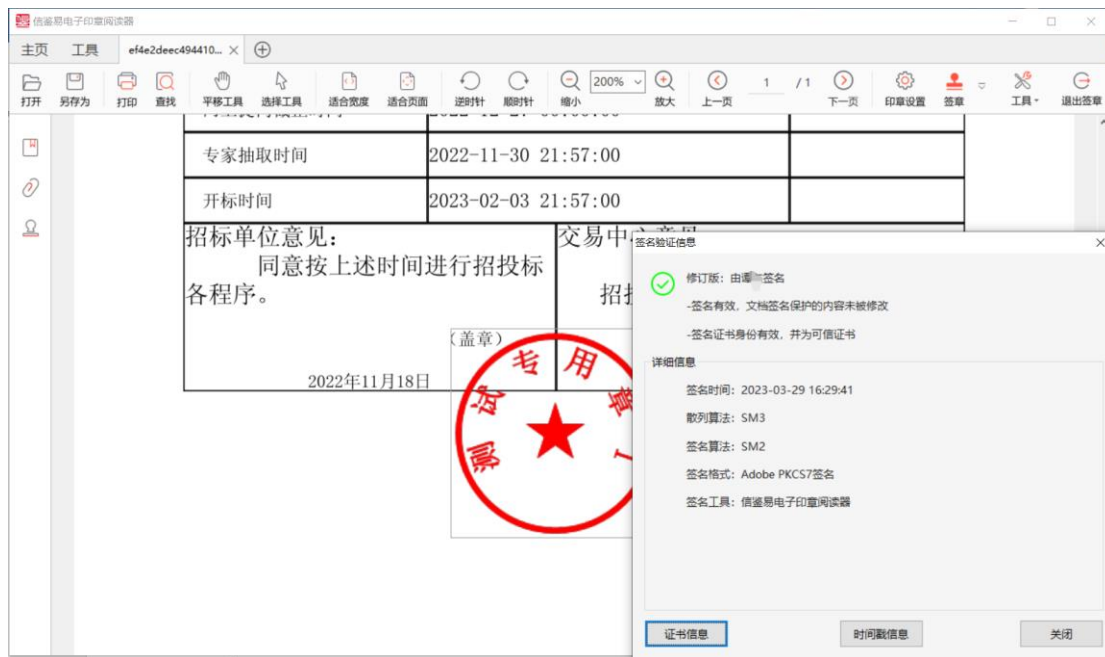 信鉴易电子印章阅读器
主页 工具 ef4e2deec494410...
打开 另存为 打印 查找 平移工具 选择工具 适合宽度 适合页面 逆时针 顺时针 缩小 200% 放大 上一页 1 / 1 下一页 印章设置 签章 工具 退出签章
专家抽取时间 2022-11-30 21:57:00
开标时间 2023-02-03 21:57:00
招标单位意见：
同意按上述时间进行招投标
各程序。
（盖章）
2022年11月18日
交易中
招
测试专用章
签名验证信息
修订版：由谭 签名
-签名有效，文档签名保护的内容未被修改
-签名证书身份有效，并为可信证书
详细信息
签名时间：2023-03-29 16:29:41
散列算法：SM3
签名算法：SM2
签名格式：Adobe PKCS7签名
签名工具：信鉴易电子印章阅读器
证书信息 时间戳信息 关闭